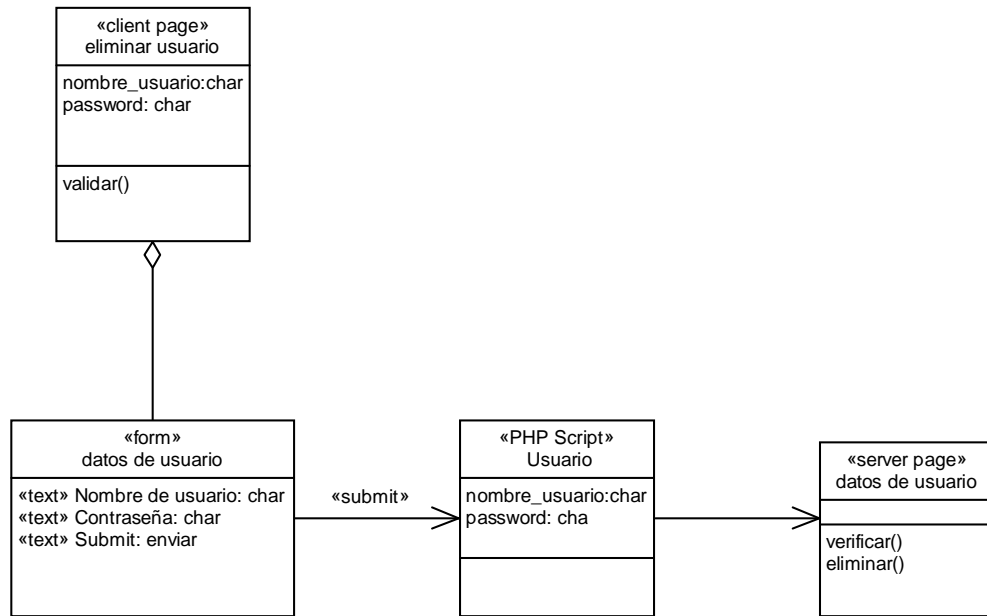 «client page»
eliminar usuario
nombre_usuario:char
password: char
validar()
«form»
datos de usuario
«text» Nombre de usuario: char
«text» Contraseña: char
«text» Submit: enviar
«submit»
«PHP Script»
Usuario
nombre_usuario:char
password: cha
«server page»
datos de usuario
verificar()
eliminar()